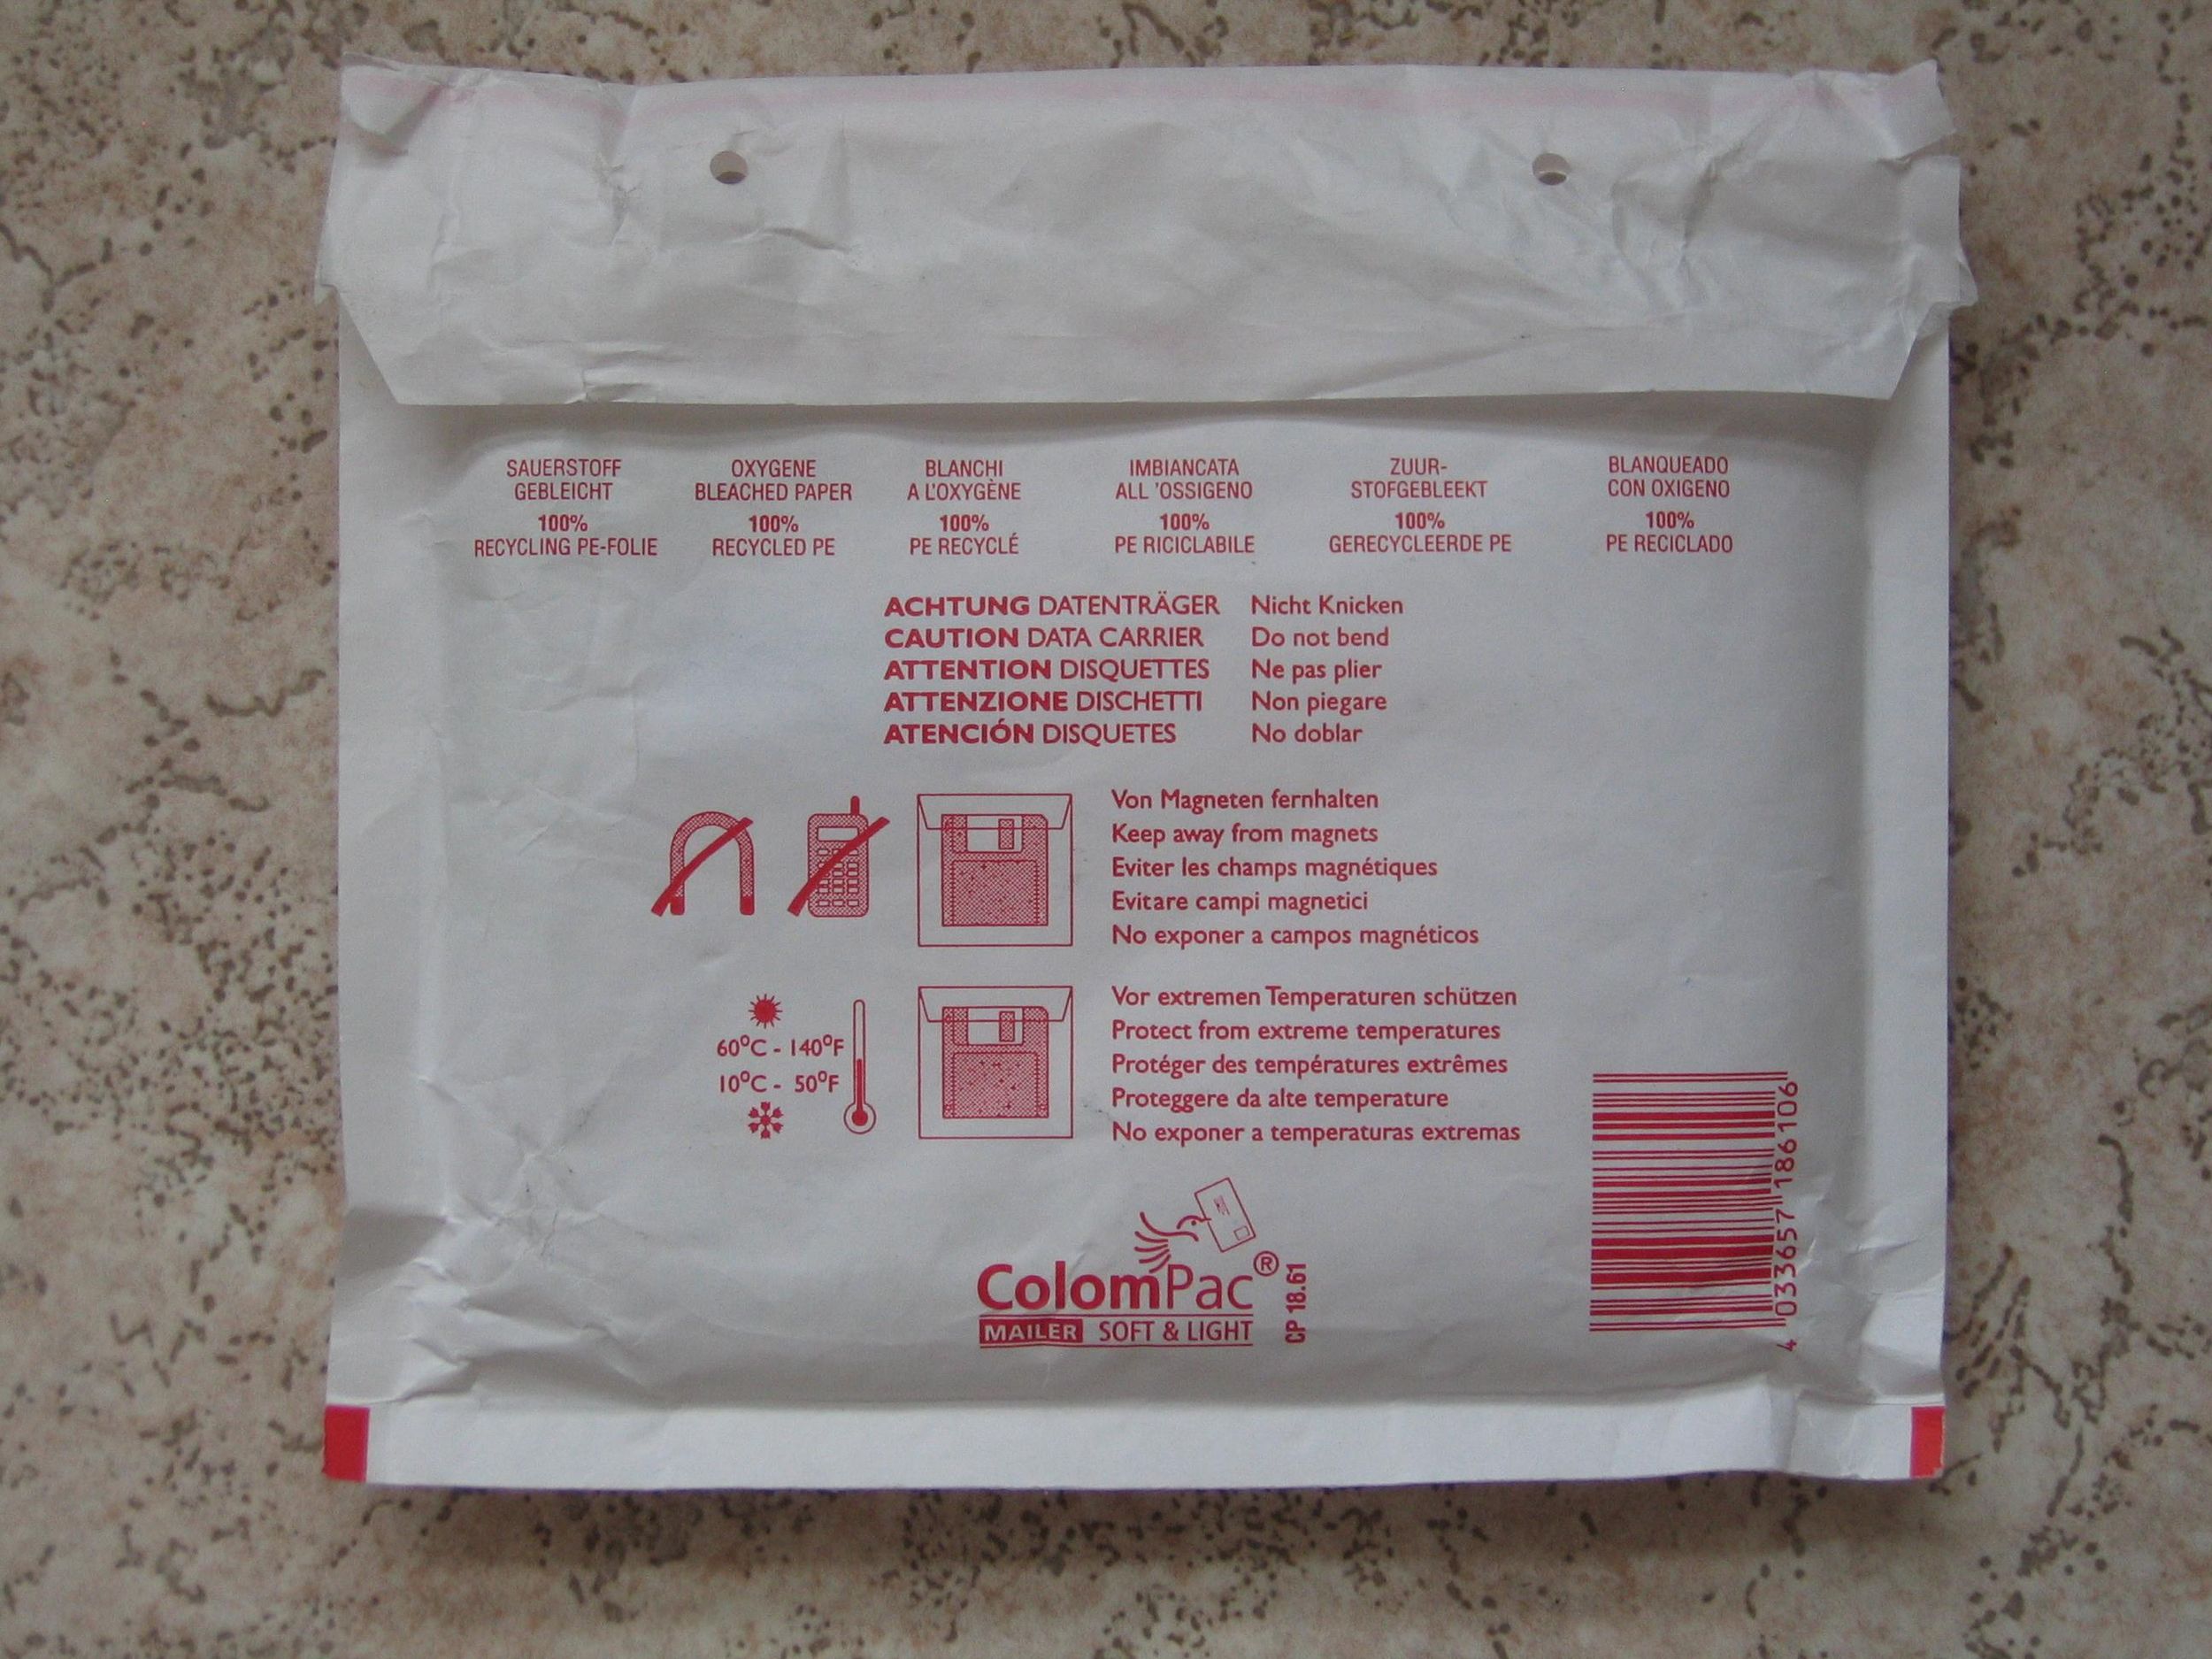 SAUERSTOFF
GEBLEICHT
100%
RECYCLING PE-FOLIE
OXYGENE
BLEACHED PAPER
100%
RECYCLED PE
BLANCHI
A L'OXYGÈNE
100%
PE RECYCLÉ
IMBIANCATA
ALL 'OSSIGENO
100%
PE RICICLABILE
ZUUR-
STOFGEBLEEKT
100%
GERECYCLEERDE PE
BLANQUEADO
CON OXIGENO
100%
PE RECICLADO
ACHTUNG DATENTRÄGER Nicht Knicken
CAUTION DATA CARRIER Do not bend
ATTENTION DISQUETTES Ne pas plier
ATTENZIONE DISCHETTI Non piegare
ATENCIÓN DISQUETES No doblar
Von Magneten fernhalten
Keep away from magnets
Eviter les champs magnétiques
Evitare campi magnetici
No exponer a campos magnéticos
60°C - 140°F
10°C - 50°F
Vor extremen Temperaturen schützen
Protect from extreme temperatures
Protéger des températures extrêmes
Proteggere da alte temperature
No exponer a temperaturas extremas
ColomPac®
MAILER SOFT & LIGHT
CP 18.61
4 033657 186106